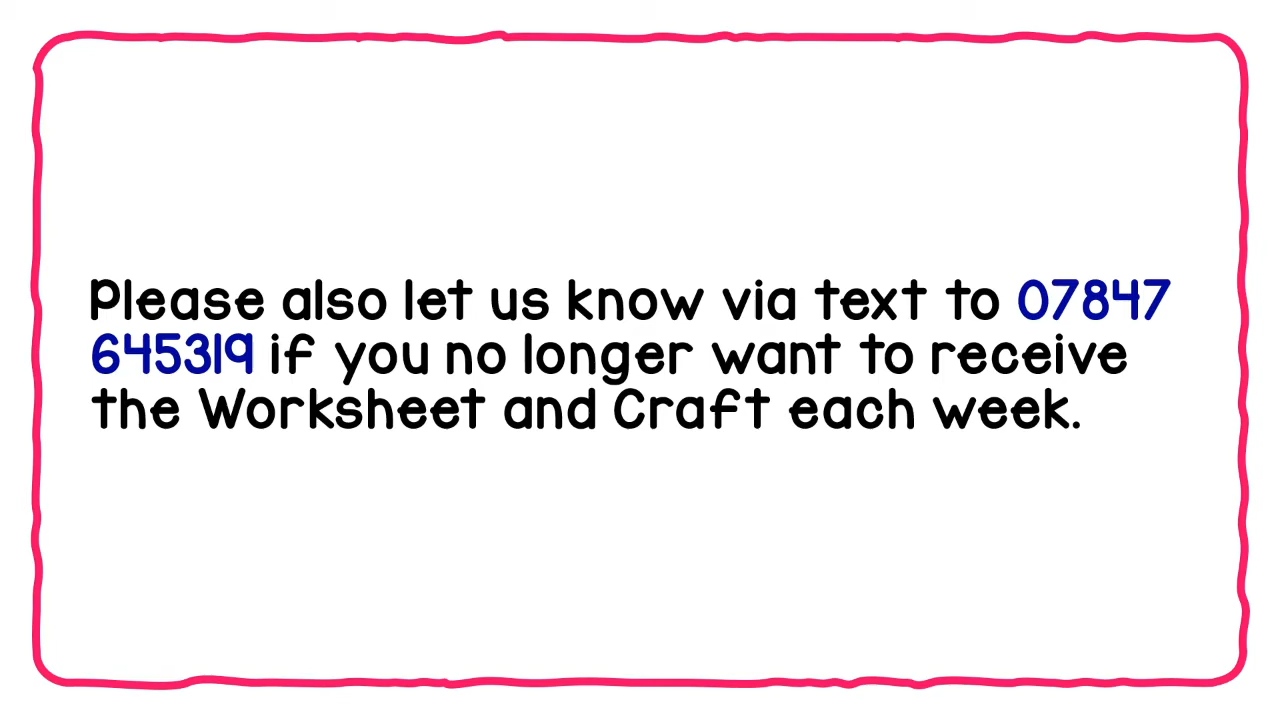 Please also let us know via text to 07847
645319 if you no longer want to receive
the Worksheet and Craft each week.